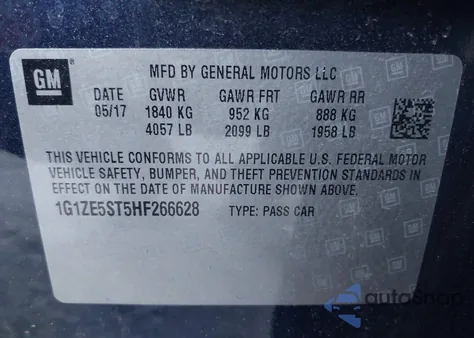 GM
MFD BY GENERAL MOTORS LLC
DATE GVWR GAWR FRT GAWR RR
05/17 1840 KG 952 KG 888 KG
4057 LB 2099 LB 1958 LB
THIS VEHICLE CONFORMS TO ALL APPLICABLE U.S. FEDERAL MOTOR
VEHICLE SAFETY, BUMPER, AND THEFT PREVENTION STANDARDS
IN EFFECT ON THE DATE OF MANUFACTURE SHOWN ABOVE.
1G1ZE5ST5HF266628 TYPE: PASS CAR
autoSnap